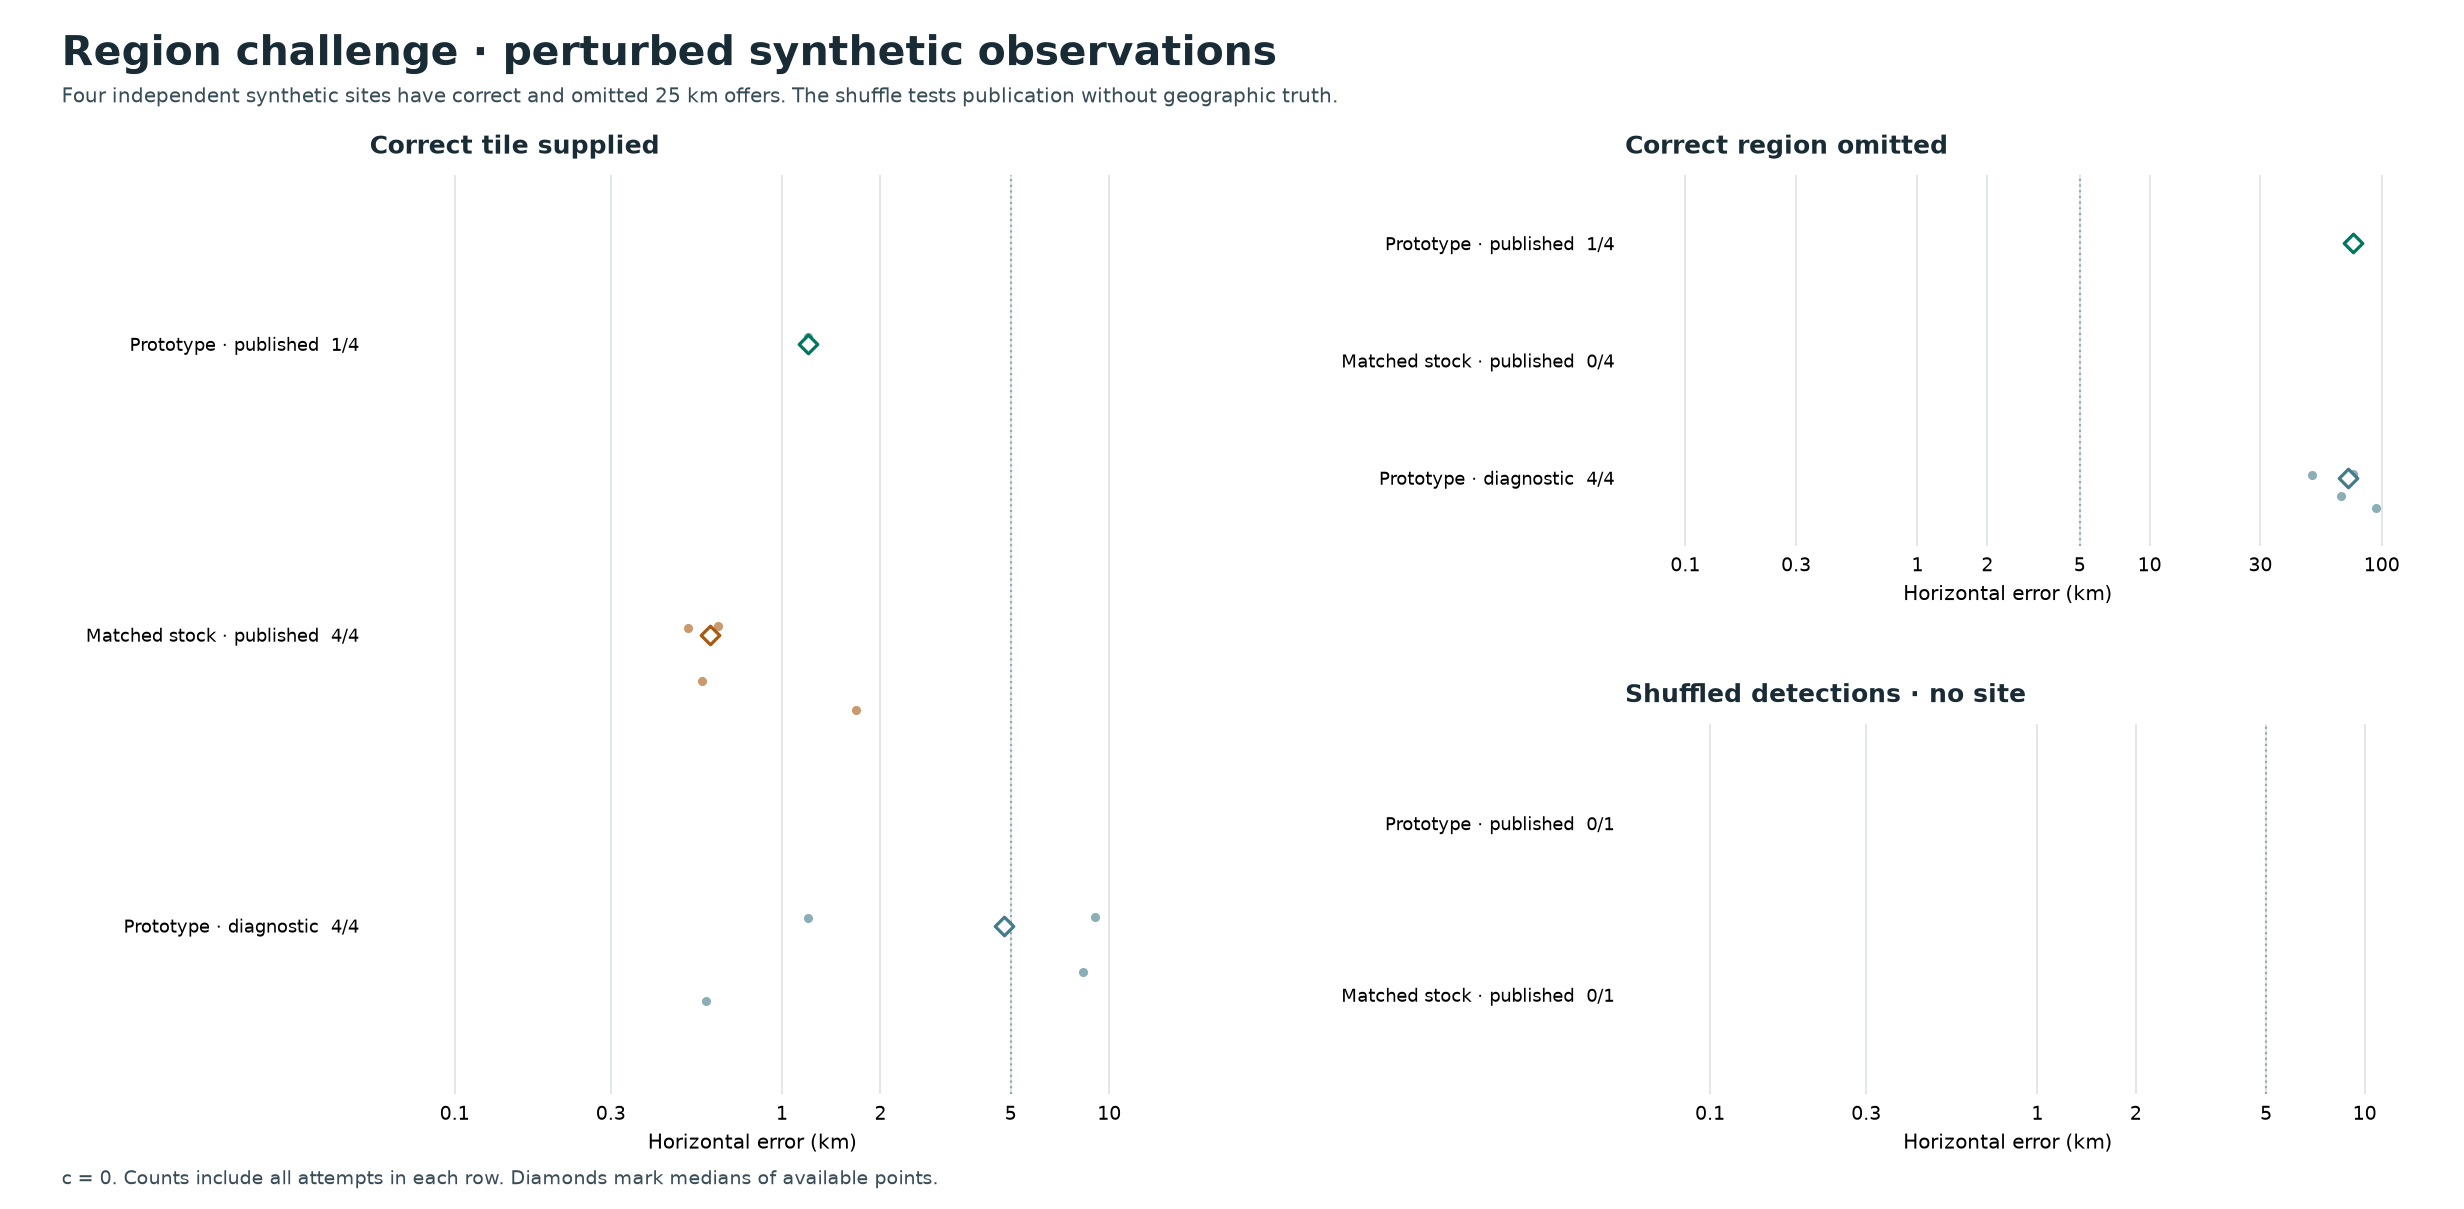 Region challenge · perturbed synthetic observations
Four independent synthetic sites have correct and omitted 25 km offers. The shuffle tests publication without geographic truth.
Correct tile supplied
Prototype · published 1/4
Matched stock · published 4/4
Prototype · diagnostic 4/4
0.1 0.3 1 2 5 10
Horizontal error (km)
Correct region omitted
Prototype · published 1/4
Matched stock · published 0/4
Prototype · diagnostic 4/4
0.1 0.3 1 2 5 10 30 100
Horizontal error (km)
Shuffled detections · no site
Prototype · published 0/1
Matched stock · published 0/1
0.1 0.3 1 2 5 10
Horizontal error (km)
c = 0. Counts include all attempts in each row. Diamonds mark medians of available points.